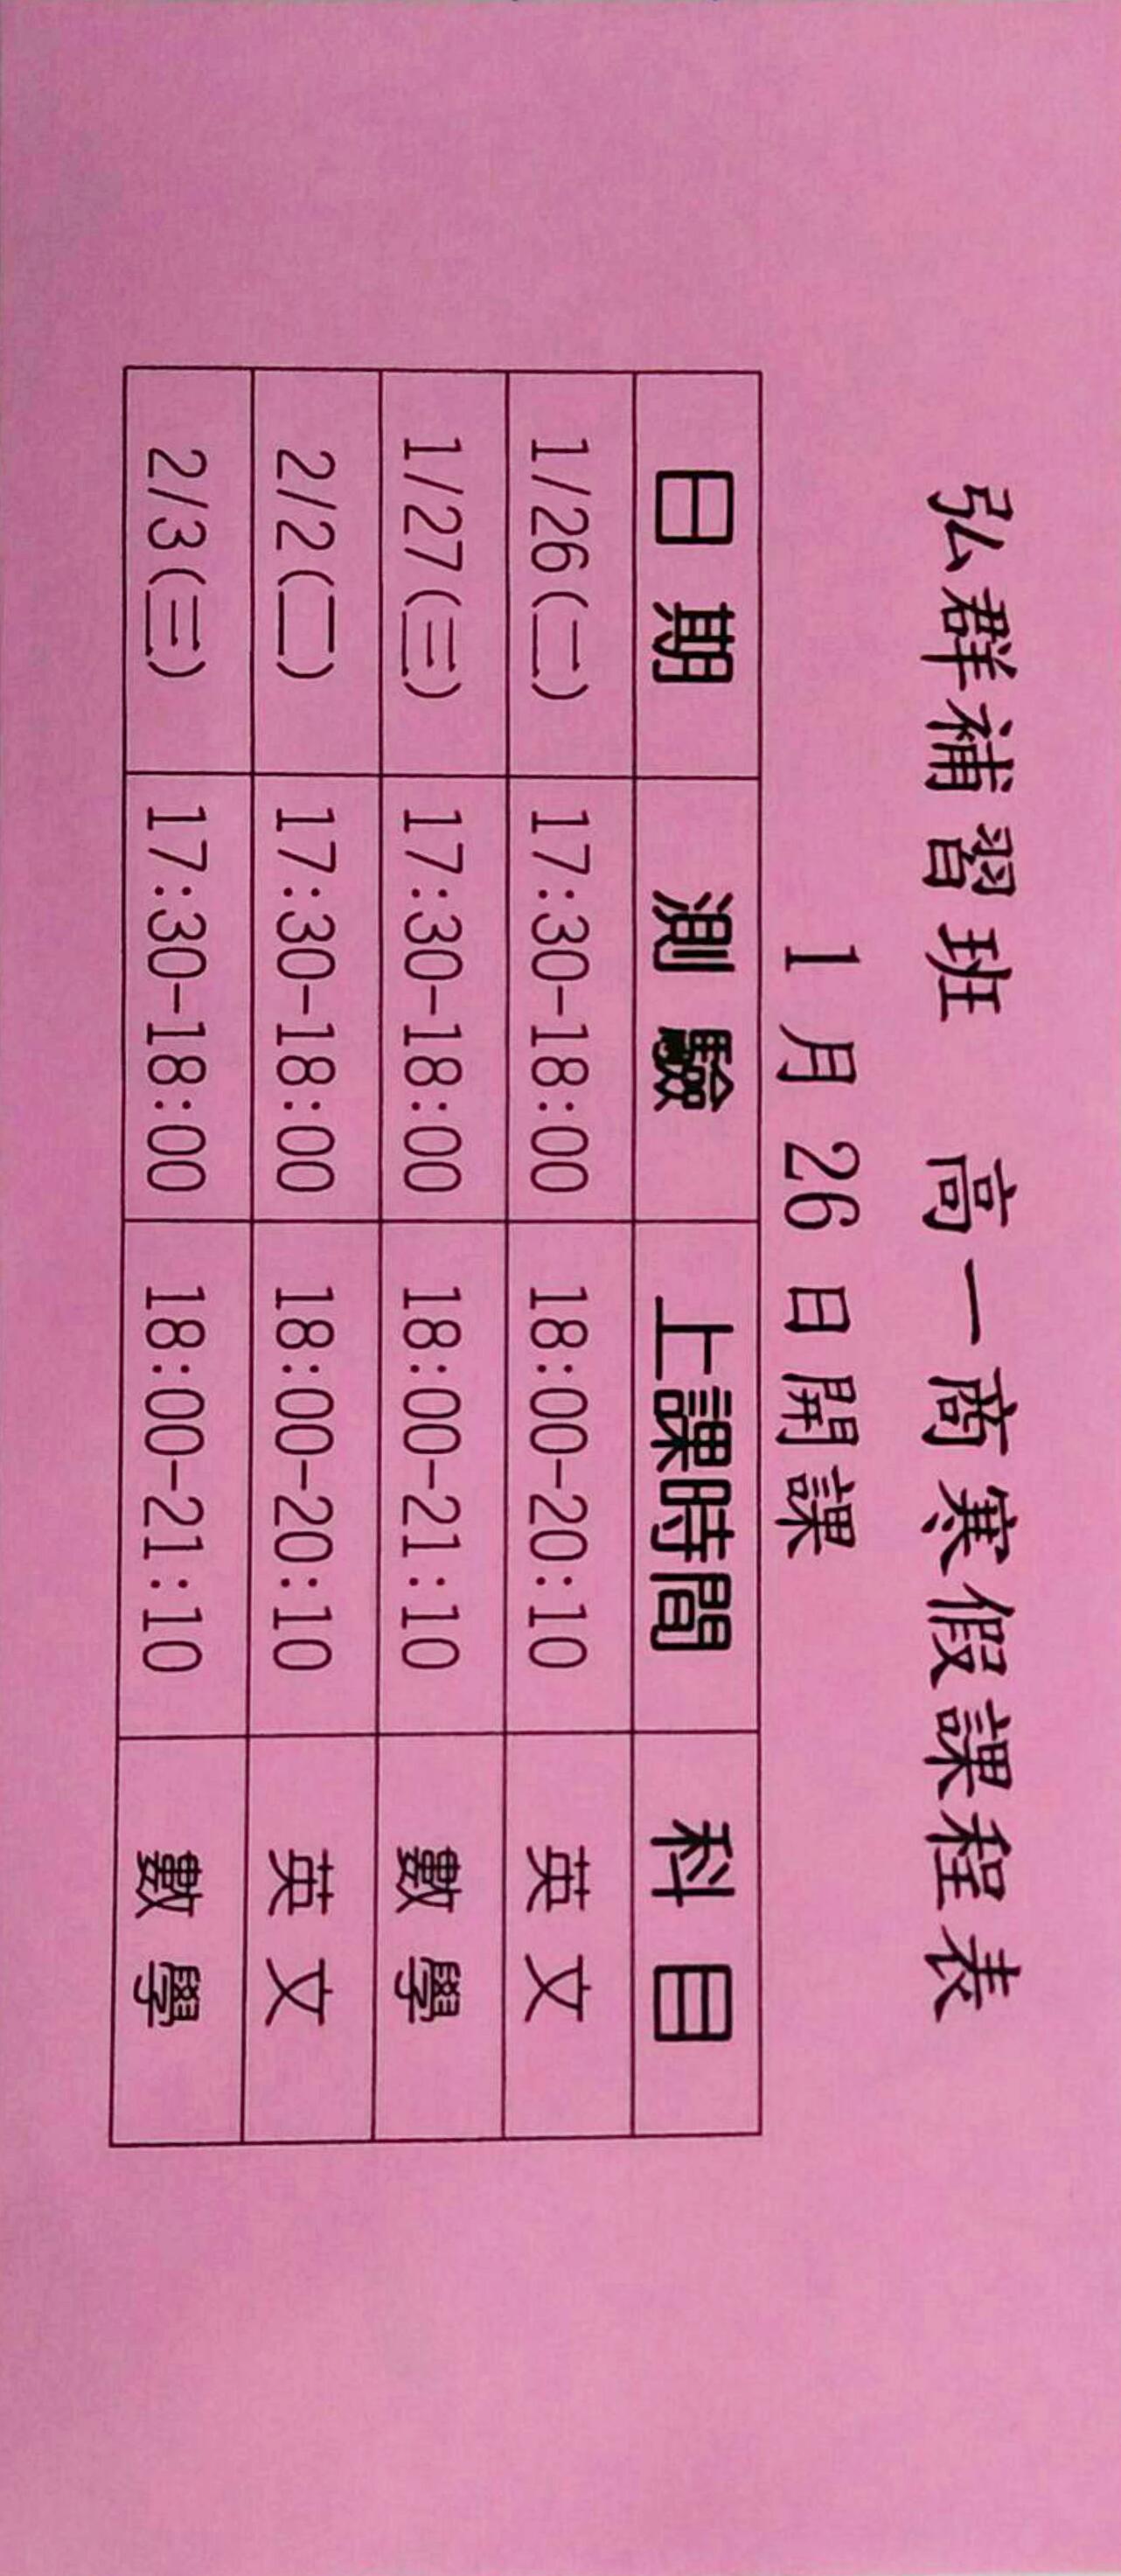 弘群補習班 高一商寒假課程表
1月26日開課
日期 測驗 上課時間 科目
1/26(二) 17:30-18:00 18:00-20:10 英文
1/27(三) 17:30-18:00 18:00-21:10 數學
2/2(二) 17:30-18:00 18:00-20:10 英文
2/3(三) 17:30-18:00 18:00-21:10 數學